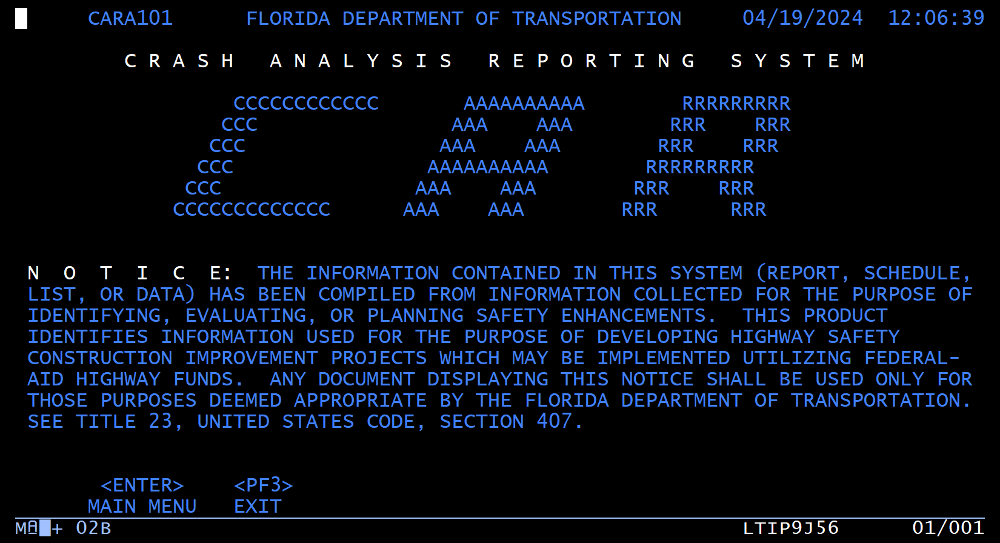 CARA101 FLORIDA DEPARTMENT OF TRANSPORTATION 04/19/2024 12:06:39
C R A S H A N A L Y S I S R E P O R T I N G S Y S T E M
CCCCCCCCCCCC AAAAAAAAAA RRRRRRRRR
CCC AAA AAA RRR RRR
CCC AAA AAA RRR RRR
CCC AAAAAAAAAA RRRRRRRRR
CCC AAA AAA RRR RRR
CCCCCCCCCCCCC AAA AAA RRR RRR
N O T I C E: THE INFORMATION CONTAINED IN THIS SYSTEM (REPORT, SCHEDULE,
LIST, OR DATA) HAS BEEN COMPILED FROM INFORMATION COLLECTED FOR THE PURPOSE OF
IDENTIFYING, EVALUATING, OR PLANNING SAFETY ENHANCEMENTS. THIS PRODUCT
IDENTIFIES INFORMATION USED FOR THE PURPOSE OF DEVELOPING HIGHWAY SAFETY
CONSTRUCTION IMPROVEMENT PROJECTS WHICH MAY BE IMPLEMENTED UTILIZING FEDERAL-
AID HIGHWAY FUNDS. ANY DOCUMENT DISPLAYING THIS NOTICE SHALL BE USED ONLY FOR
THOSE PURPOSES DEEMED APPROPRIATE BY THE FLORIDA DEPARTMENT OF TRANSPORTATION.
SEE TITLE 23, UNITED STATES CODE, SECTION 407.
<ENTER> <PF3>
MAIN MENU EXIT
02B LTIP9J56 01/001